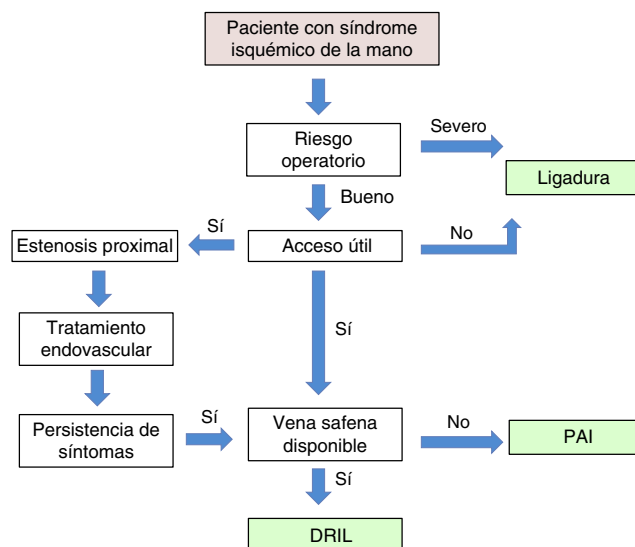 Paciente con síndrome
isquémico de la mano
Riesgo
operatorio
Severo
Ligadura
Bueno
Sí
Estenosis proximal
Acceso útil
No
Tratamiento
endovascular
Sí
Persistencia de
síntomas
Sí
Vena safena
disponible
No
PAI
Sí
DRIL